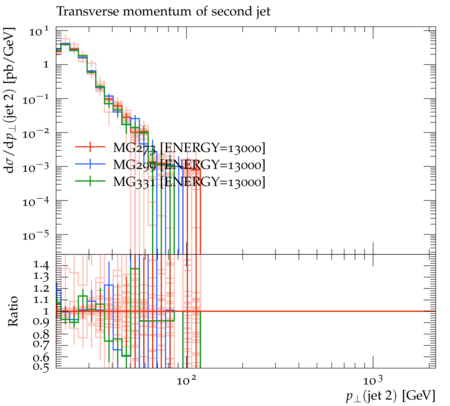 Transverse momentum of second jet
dσ/dp⊥(jet 2) [pb/GeV]
10¹
1
10⁻¹
10⁻²
10⁻³
10⁻⁴
10⁻⁵
MG273 [ENERGY=13000]
MG299 [ENERGY=13000]
MG331 [ENERGY=13000]
Ratio
1.4
1.3
1.2
1.1
1
0.9
0.8
0.7
0.6
0.5
10² 10³
p⊥(jet 2) [GeV]